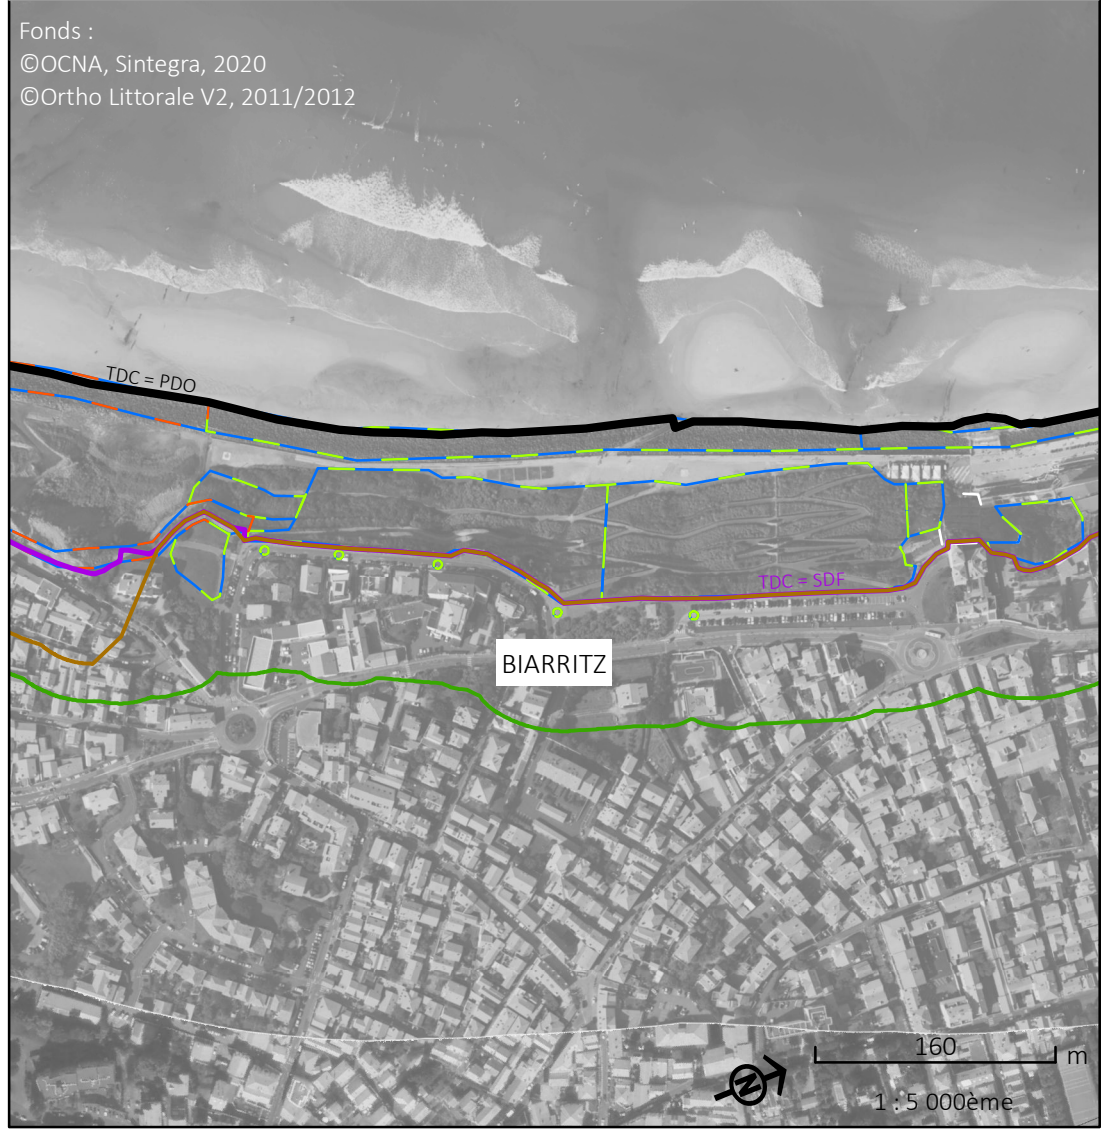 Fonds :
©OCNA, Sintegra, 2020
©Ortho Littorale V2, 2011/2012
TDC = PDO
TDC = SDF
BIARRITZ
N
160
m
1 : 5 000ème